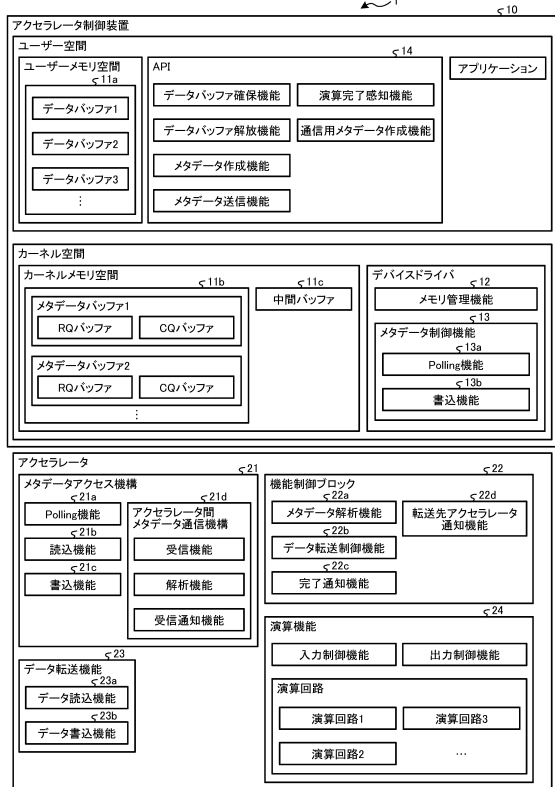 1
10
アクセラレータ制御装置
ユーザー空間
ユーザーメモリ空間
11a
データバッファ1
データバッファ2
データバッファ3
⋮
14
API
データバッファ確保機能
演算完了感知機能
データバッファ解放機能
通信用メタデータ作成機能
メタデータ作成機能
メタデータ送信機能
アプリケーション
カーネル空間
カーネルメモリ空間
11b
メタデータバッファ1
RQバッファ
CQバッファ
メタデータバッファ2
RQバッファ
CQバッファ
⋮
11c
中間バッファ
デバイスドライバ
12
メモリ管理機能
13
メタデータ制御機能
13a
Polling機能
13b
書込機能
アクセラレータ
21
メタデータアクセス機構
21a
Polling機能
21b
読込機能
21c
書込機能
21d
アクセラレータ間
メタデータ通信機構
受信機能
解析機能
受信通知機能
22
機能制御ブロック
22a
メタデータ解析機能
22b
データ転送制御機能
22c
完了通知機能
22d
転送先アクセラレータ
通知機能
23
データ転送機能
23a
データ読込機能
23b
データ書込機能
24
演算機能
入力制御機能
出力制御機能
演算回路
演算回路1
演算回路3
演算回路2
…